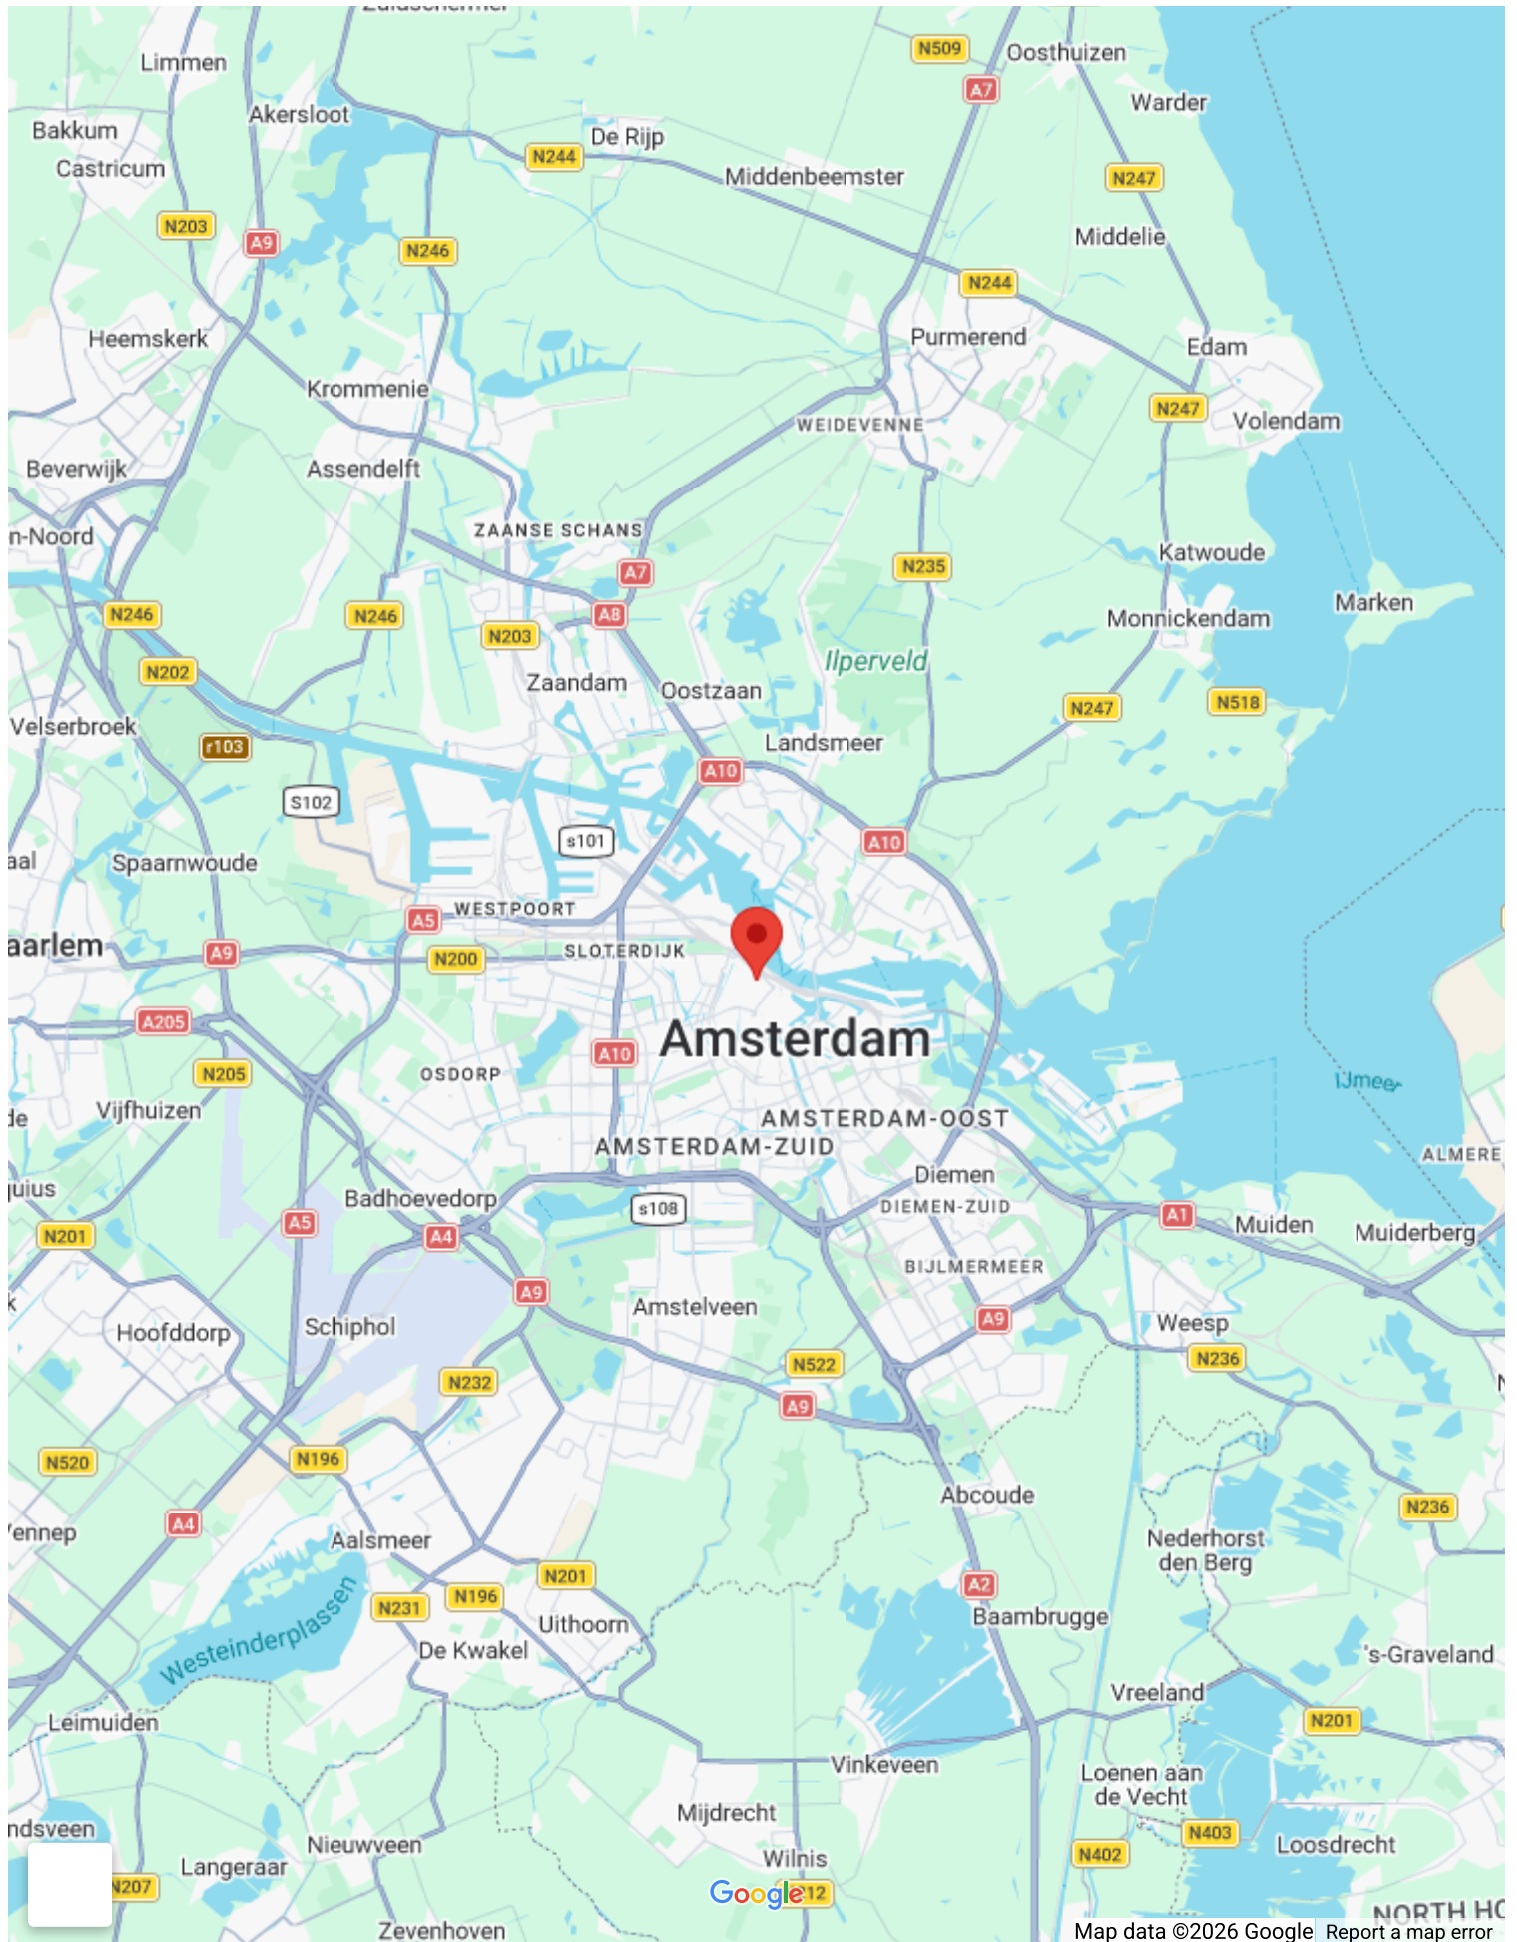 Limmen
N509
Oosthuizen
A7
Akersloot
Warder
Bakkum
De Rijp
Castricum
N244
Middenbeemster
N247
N203
A9
N246
Middelie
N244
Heemskerk
Purmerend
Edam
Krommenie
N247
Volendam
WEIDEVENNE
Beverwijk
Assendelft
n-Noord
ZAANSE SCHANS
Katwoude
A7
N235
Marken
N246
N246
A8
N203
Monnickendam
N202
Ilperveld
Zaandam
Oostzaan
N518
N247
Velserbroek
r103
Landsmeer
A10
S102
s101
A10
aal
Spaarnwoude
WESTPOORT
A5
aarlem
A9
N200
SLOTERDIJK
A205
Amsterdam
A10
N205
OSDORP
IJmeer
Vijfhuizen
de
AMSTERDAM-OOST
AMSTERDAM-ZUID
ALMERE
Diemen
quius
Badhoevedorp
s108
DIEMEN-ZUID
A1
N201
A5
A4
Muiden
Muiderberg
BIJLMERMEER
A9
k
Amstelveen
A9
Hoofddorp
Schiphol
Weesp
N522
N236
N232
A9
N520
N196
Abcoude
N236
A4
ennep
Aalsmeer
Nederhorst
den Berg
N201
A2
N196
N231
Baambrugge
Uithoorn
Westeinderplassen
De Kwakel
's-Graveland
Vreeland
Leimuiden
N201
Vinkeveen
Loenen aan
de Vecht
Mijdrecht
ndsveen
N403
Nieuwveen
Loosdrecht
N402
Langeraar
Wilnis
N207
Google
212
NORTH HO
Zevenhoven
Map data ©2026 Google
Report a map error